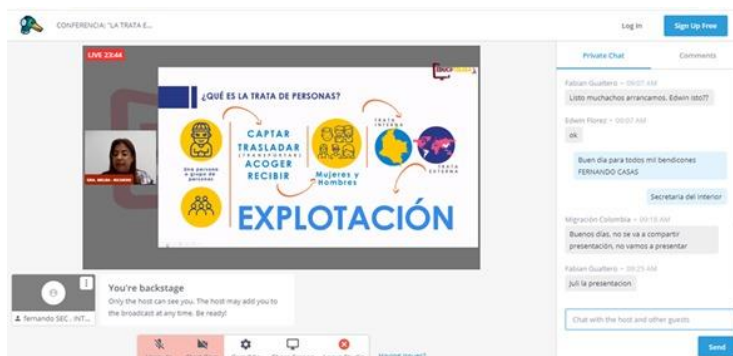 CONFERENCIA: "LA TRATA E...
Log in
Sign Up Free
LIVE 23:44
¿QUÉ ES LA TRATA DE PERSONAS?
Una persona
o grupo de
personas
CAPTAR
TRASLADAR
(TRANSPORTAR)
ACOGER
RECIBIR
Mujeres y
Hombres
TRATA
INTERNA
TRATA
EXTERNA
EXPLOTACIÓN
You're backstage
Only the host can see you. The host may add you to
the broadcast at any time. Be ready!
fernando SEC . INT...
Private Chat
Comments
Fabian Gualtero • 09:07 AM
Listo muchachos arrancamos. Edwin isto??
Edwin Florez • 09:07 AM
ok
Buen dia para todos mil bendicones
FERNANDO CASAS
Secretaria del interior
Migración Colombia • 09:18 AM
Buenos días, no se va a compartir
presentación, no vamos a presentar
Fabian Gualtero • 09:25 AM
Juli la presentacion
Chat with the host and other guests
Send